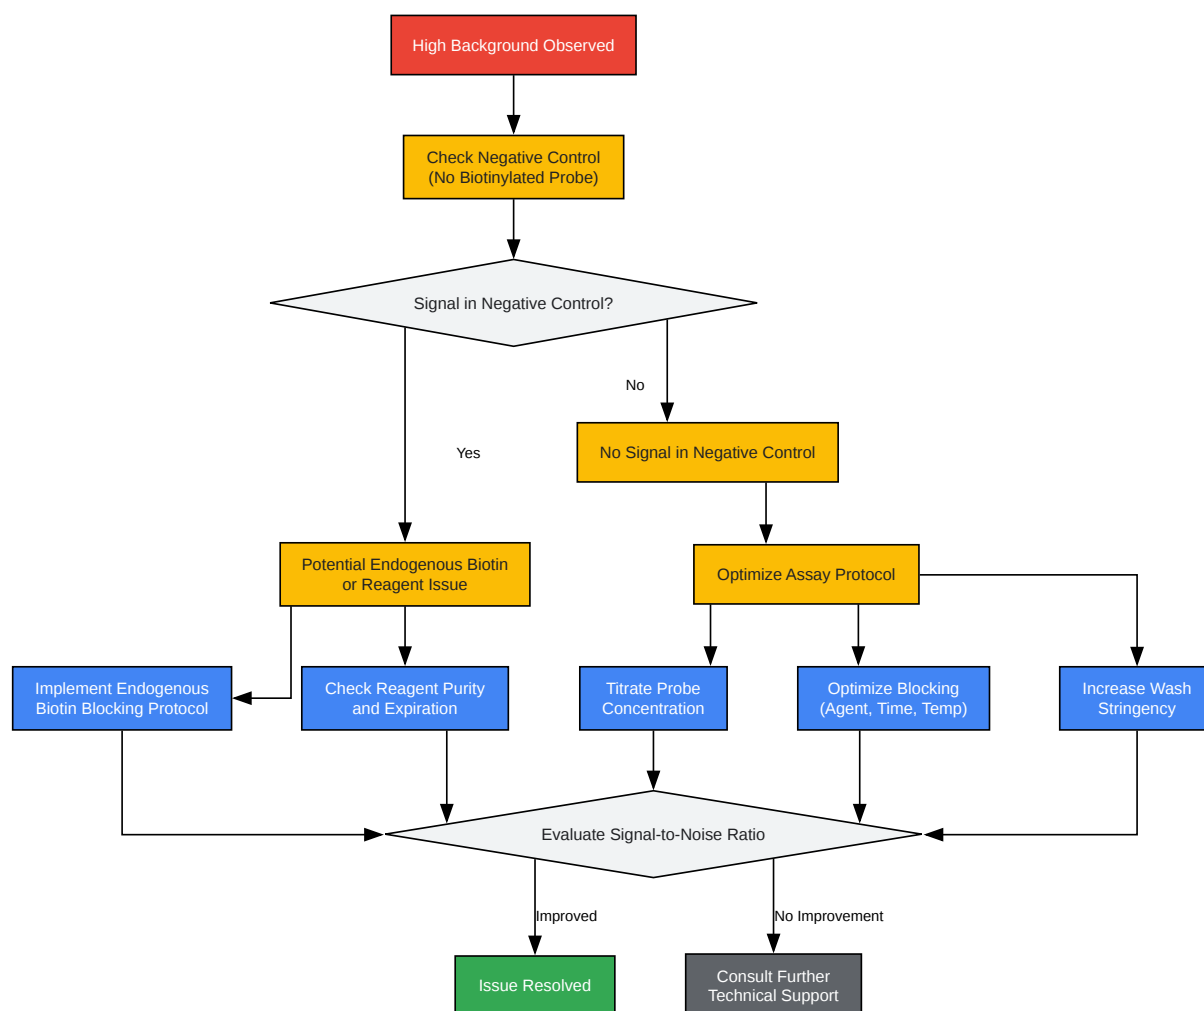 High Background Observed
Check Negative Control
(No Biotinylated Probe)
Signal in Negative Control?
No
Yes
No Signal in Negative Control
Potential Endogenous Biotin
or Reagent Issue
Optimize Assay Protocol
Implement Endogenous
Biotin Blocking Protocol
Check Reagent Purity
and Expiration
Titrate Probe
Concentration
Optimize Blocking
(Agent, Time, Temp)
Increase Wash
Stringency
Evaluate Signal-to-Noise Ratio
Improved
No Improvement
Issue Resolved
Consult Further
Technical Support